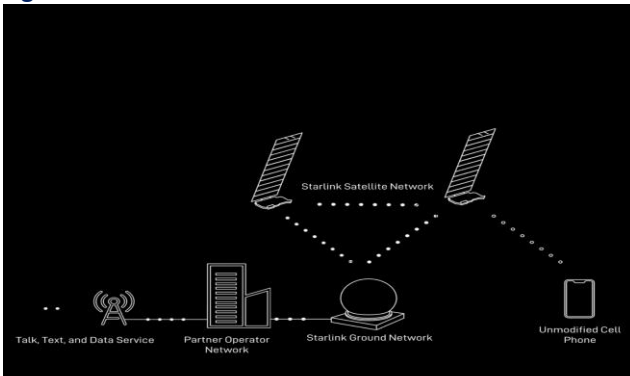 Starlink Satellite Network
Talk, Text, and Data Service
Partner Operator
Network
Starlink Ground Network
Unmodified Cell
Phone